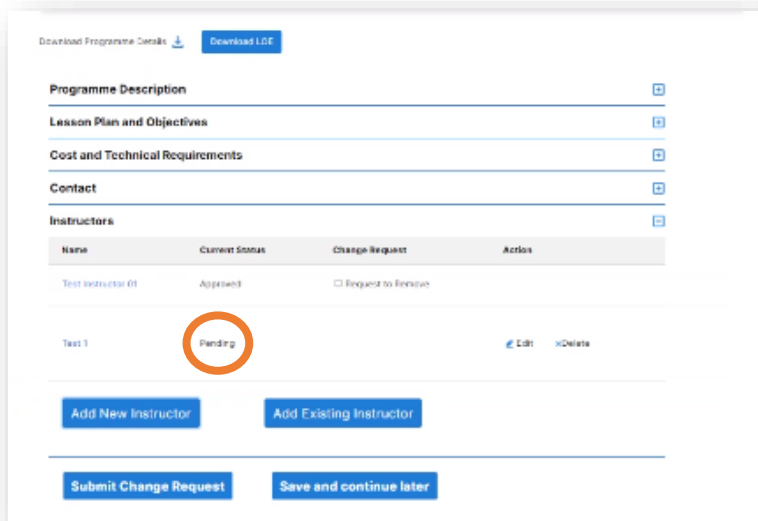 Download Programme Details Download LOE
Programme Description
Lesson Plan and Objectives
Cost and Technical Requirements
Contact
Instructors
Name Current Status Change Request Action
Test Instructor 01 Approved Request to Remove
Test 1 Pending Edit ×Delete
Add New Instructor Add Existing Instructor
Submit Change Request Save and continue later